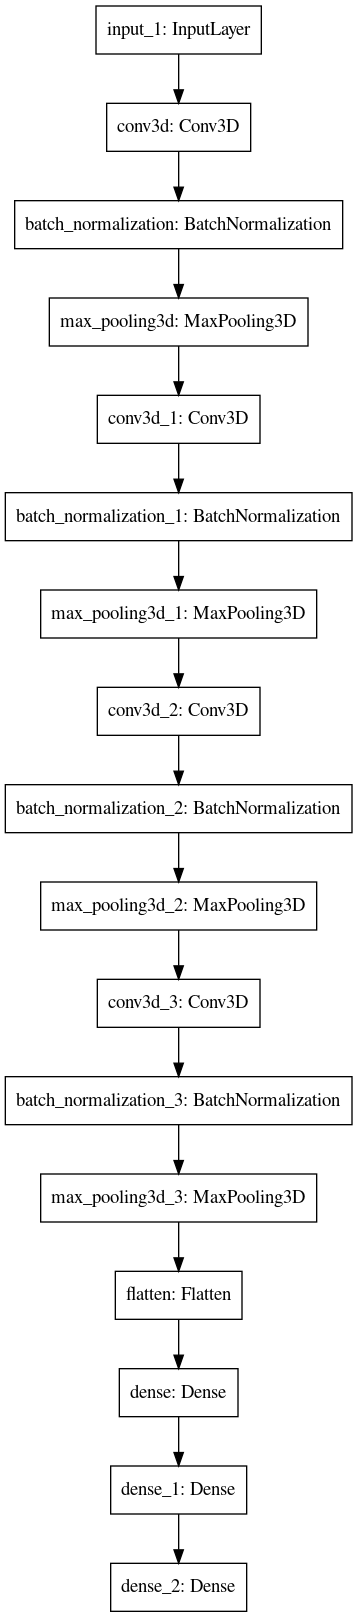 input_1: InputLayer
conv3d: Conv3D
batch_normalization: BatchNormalization
max_pooling3d: MaxPooling3D
conv3d_1: Conv3D
batch_normalization_1: BatchNormalization
max_pooling3d_1: MaxPooling3D
conv3d_2: Conv3D
batch_normalization_2: BatchNormalization
max_pooling3d_2: MaxPooling3D
conv3d_3: Conv3D
batch_normalization_3: BatchNormalization
max_pooling3d_3: MaxPooling3D
flatten: Flatten
dense: Dense
dense_1: Dense
dense_2: Dense